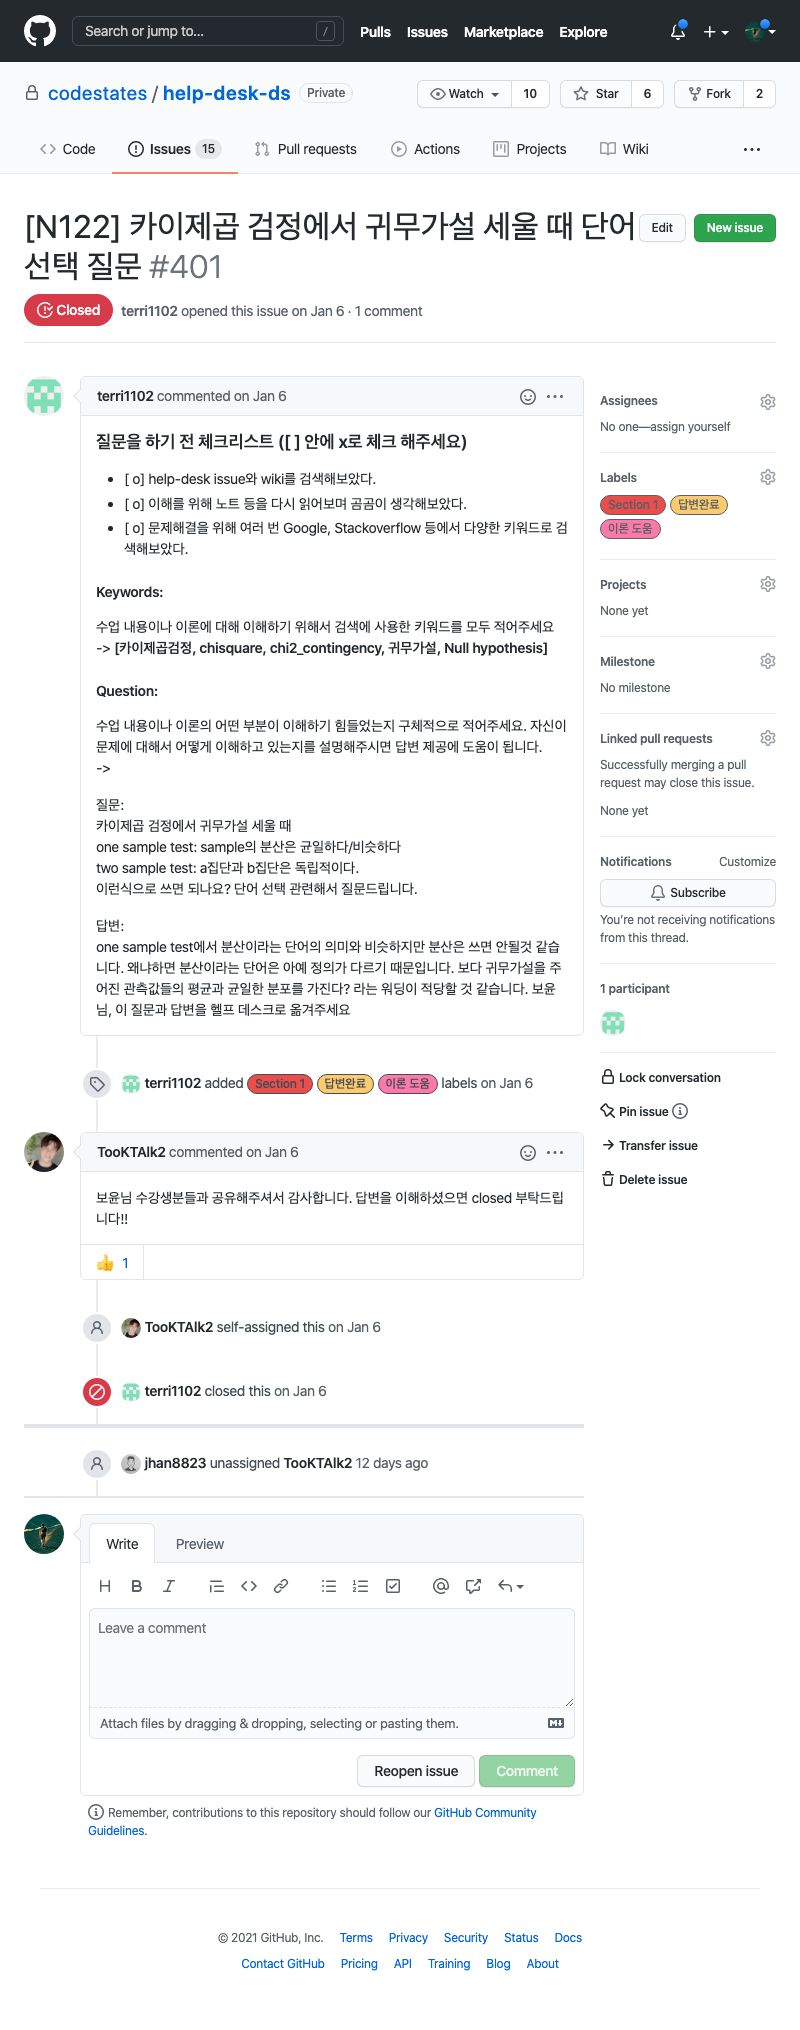 Search or jump to... /
Pulls Issues Marketplace Explore
codestates / help-desk-ds Private
Watch 10 Star 6 Fork 2
Code Issues 15 Pull requests Actions Projects Wiki ...
[N122] 카이제곱 검정에서 귀무가설 세울 때 단어
선택 질문 #401
Edit New issue
Closed terri1102 opened this issue on Jan 6 · 1 comment
terri1102 commented on Jan 6
질문을 하기 전 체크리스트 ([ ] 안에 x로 체크 해주세요)
• [ o] help-desk issue와 wiki를 검색해보았다.
• [ o] 이해를 위해 노트 등을 다시 읽어보며 곰곰이 생각해보았다.
• [ o] 문제해결을 위해 여러 번 Google, Stackoverflow 등에서 다양한 키워드로 검
색해보았다.
Keywords:
수업 내용이나 이론에 대해 이해하기 위해서 검색에 사용한 키워드를 모두 적어주세요
-> [카이제곱검정, chisquare, chi2_contingency, 귀무가설, Null hypothesis]
Question:
수업 내용이나 이론의 어떤 부분이 이해하기 힘들었는지 구체적으로 적어주세요. 자신이
문제에 대해서 어떻게 이해하고 있는지를 설명해주시면 답변 제공에 도움이 됩니다.
->
질문:
카이제곱 검정에서 귀무가설 세울 때
one sample test: sample의 분산은 균일하다/비슷하다
two sample test: a집단과 b집단은 독립적이다.
이런식으로 쓰면 되나요? 단어 선택 관련해서 질문드립니다.
답변:
one sample test에서 분산이라는 단어의 의미와 비슷하지만 분산은 쓰면 안될것 같습
니다. 왜냐하면 분산이라는 단어은 아예 정의가 다르기 때문입니다. 보다 귀무가설을 주
어진 관측값들의 평균과 균일한 분포를 가진다? 라는 워딩이 적당할 것 같습니다. 보윤
님, 이 질문과 답변을 헬프 데스크로 옮겨주세요
terri1102 added Section 1 답변완료 이론 도움 labels on Jan 6
TooKTAlk2 commented on Jan 6
보윤님 수강생분들과 공유해주셔서 감사합니다. 답변을 이해하셨으면 closed 부탁드립
니다!!
👍 1
TooKTAlk2 self-assigned this on Jan 6
terri1102 closed this on Jan 6
jhan8823 unassigned TooKTAlk2 12 days ago
Write Preview
H B I @
Leave a comment
Attach files by dragging & dropping, selecting or pasting them.
Reopen issue Comment
Remember, contributions to this repository should follow our GitHub Community
Guidelines.
Assignees
No one—assign yourself
Labels
Section 1 답변완료
이론 도움
Projects
None yet
Milestone
No milestone
Linked pull requests
Successfully merging a pull
request may close this issue.
None yet
Notifications Customize
Subscribe
You're not receiving notifications
from this thread.
1 participant
Lock conversation
Pin issue
Transfer issue
Delete issue
© 2021 GitHub, Inc. Terms Privacy Security Status Docs
Contact GitHub Pricing API Training Blog About